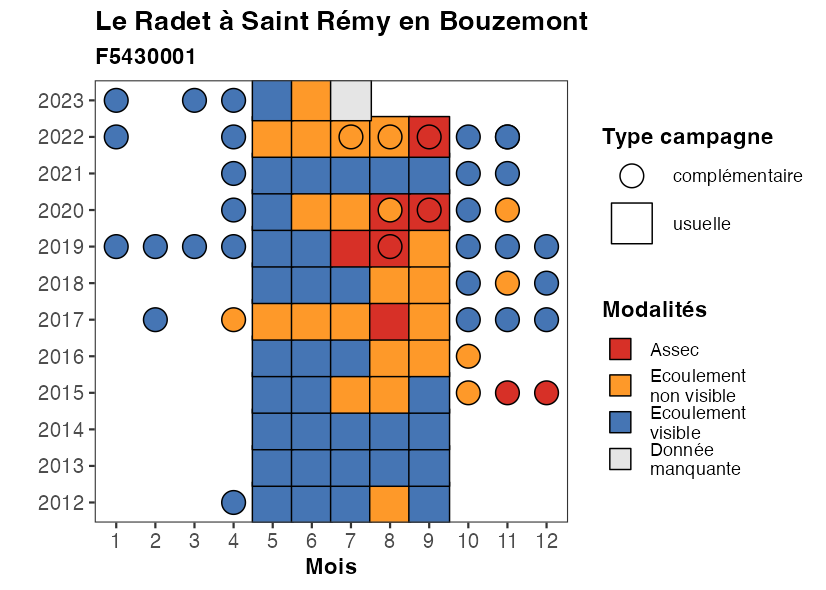 Le Radet à Saint Rémy en Bouzemont
F5430001
2023
2022
2021
2020
2019
2018
2017
2016
2015
2014
2013
2012
1 2 3 4 5 6 7 8 9 10 11 12
Mois
Type campagne
complémentaire
usuelle
Modalités
Assec
Ecoulement
non visible
Ecoulement
visible
Donnée
manquante